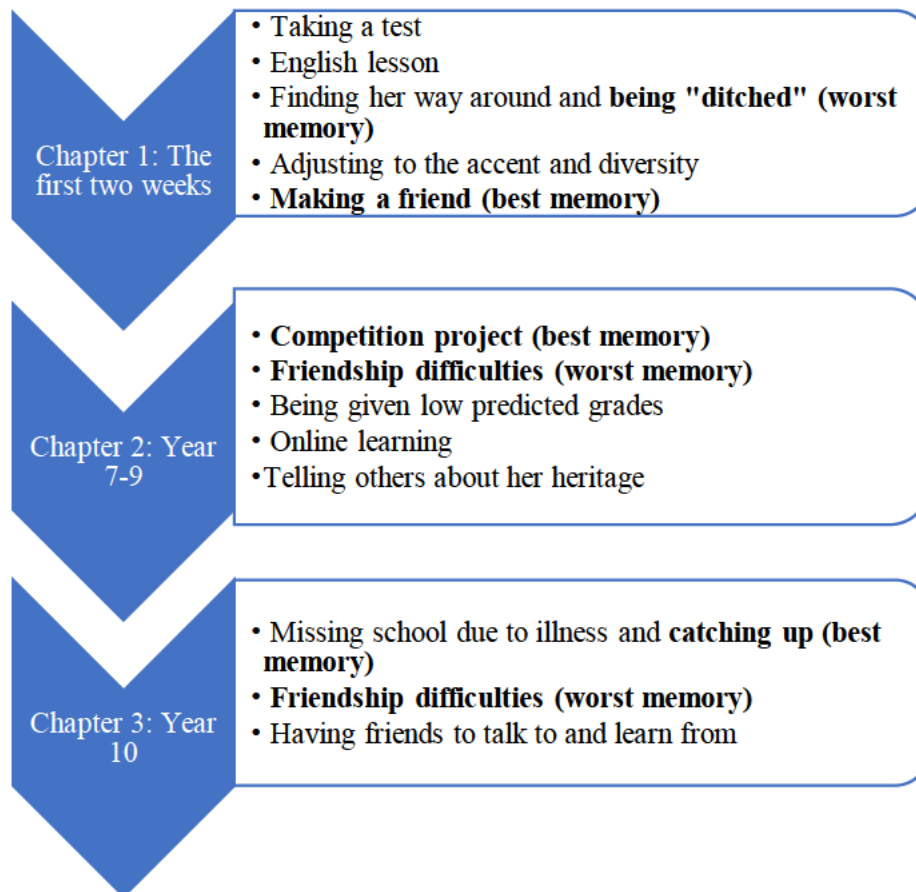 Chapter 1: The
first two weeks
• Taking a test
• English lesson
• Finding her way around and being "ditched" (worst
memory)
• Adjusting to the accent and diversity
• Making a friend (best memory)
Chapter 2: Year
7-9
• Competition project (best memory)
• Friendship difficulties (worst memory)
• Being given low predicted grades
• Online learning
•Telling others about her heritage
Chapter 3: Year
10
• Missing school due to illness and catching up (best
memory)
• Friendship difficulties (worst memory)
• Having friends to talk to and learn from